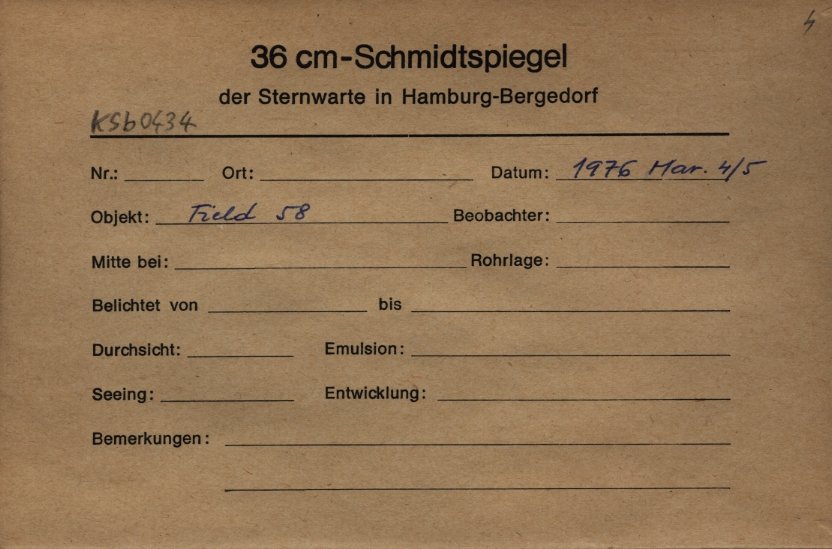 4
36 cm-Schmidtspiegel
der Sternwarte in Hamburg-Bergedorf
KSb0434
Nr.: Ort: Datum: 1976 Mar. 4/5
Objekt: Field 58 Beobachter:
Mitte bei: Rohrlage:
Belichtet von bis
Durchsicht: Emulsion:
Seeing: Entwicklung:
Bemerkungen: